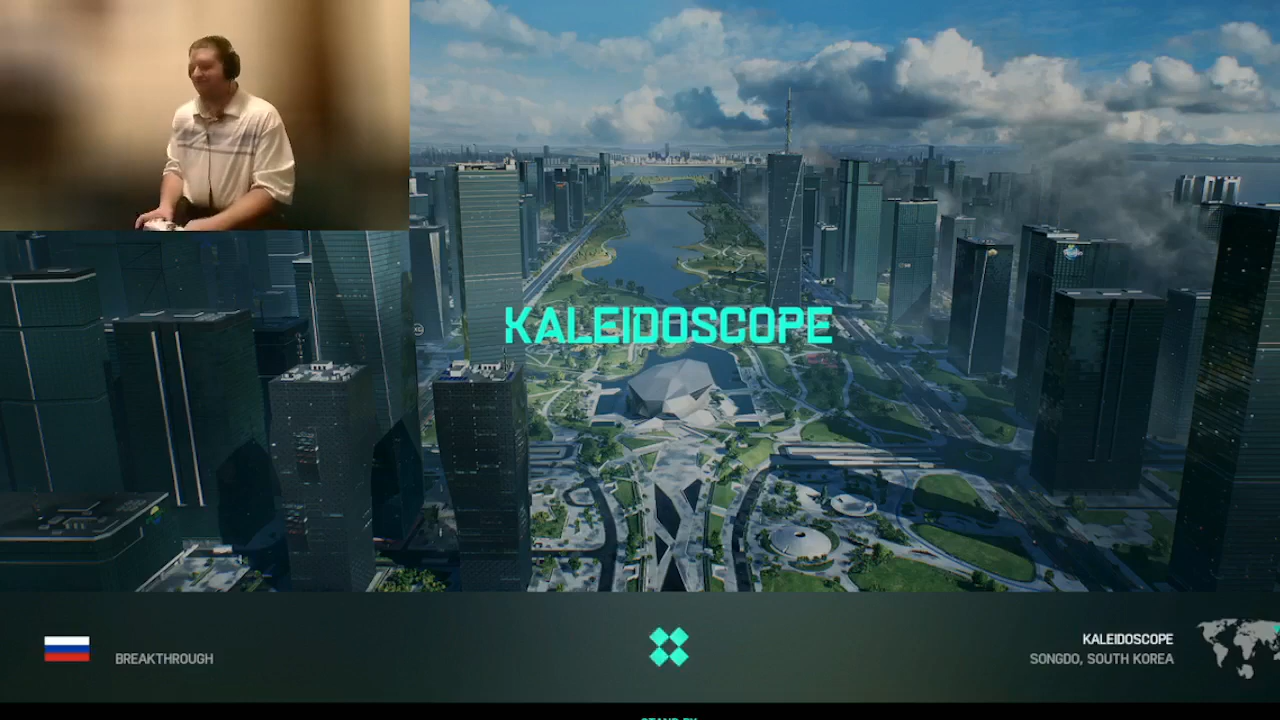 KALEIDOSCOPE
BREAKTHROUGH
KALEIDOSCOPE
SONGDO, SOUTH KOREA